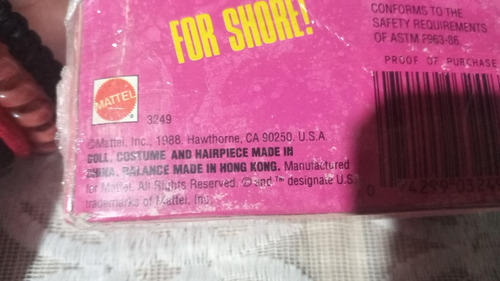 FOR SHORE!
CONFORMS TO THE
SAFETY REQUIREMENTS
OF ASTM F963-86
PROOF OF PURCHASE
MATTEL
3249
©Mattel, Inc., 1988, Hawthorne, CA 90250, U.S.A.
DOLL, COSTUME AND HAIRPIECE MADE IN
CHINA. BALANCE MADE IN HONG KONG. Manufactured
for Mattel. All Rights Reserved. © and ™ designate U.S.
trademarks of Mattel, Inc.
0